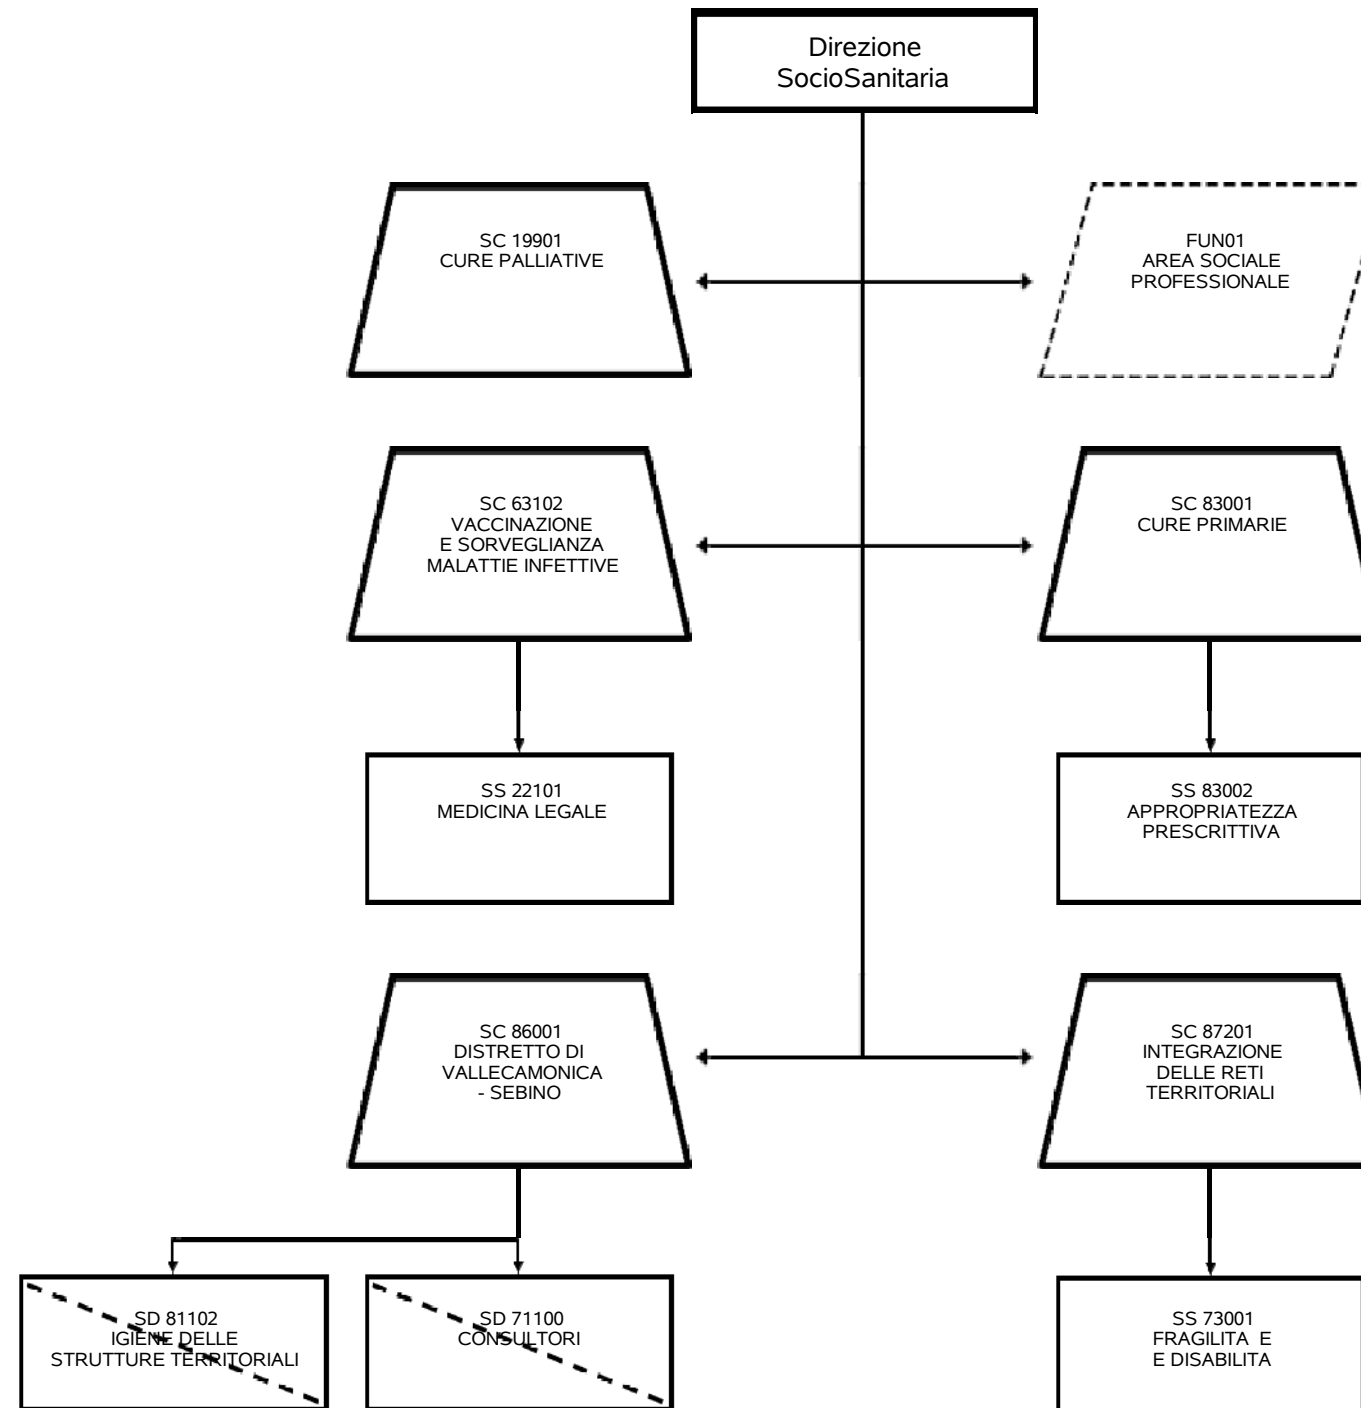 Direzione
SocioSanitaria
SC 19901
CURE PALLIATIVE
FUN01
AREA SOCIALE
PROFESSIONALE
SC 63102
VACCINAZIONE
E SORVEGLIANZA
MALATTIE INFETTIVE
SC 83001
CURE PRIMARIE
SS 22101
MEDICINA LEGALE
SS 83002
APPROPRIATEZZA
PRESCRITTIVA
SC 86001
DISTRETTO DI
VALLECAMONICA
- SEBINO
SC 87201
INTEGRAZIONE
DELLE RETI
TERRITORIALI
SD 81102
IGIENE DELLE
STRUTTURE TERRITORIALI
SD 71100
CONSULTORI
SS 73001
FRAGILITA E
E DISABILITA